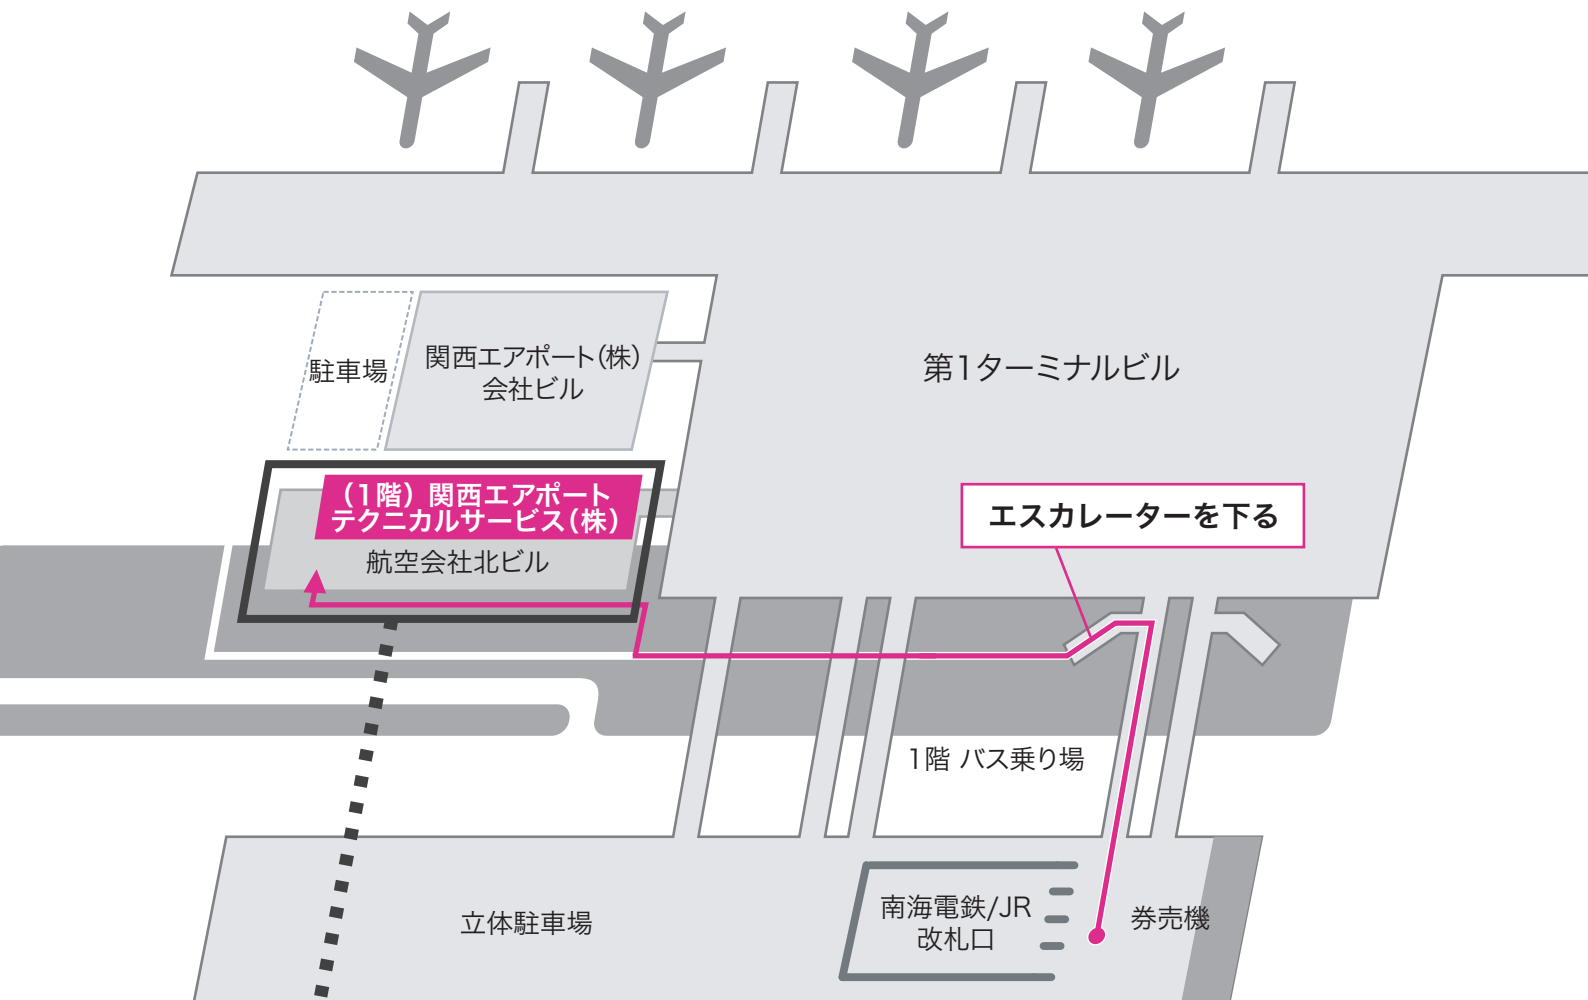 駐車場
関西エアポート(株)
会社ビル
第1ターミナルビル
(1階)関西エアポート
テクニカルサービス(株)
航空会社北ビル
エスカレーターを下る
1階 バス乗り場
立体駐車場
南海電鉄/JR
改札口
券売機